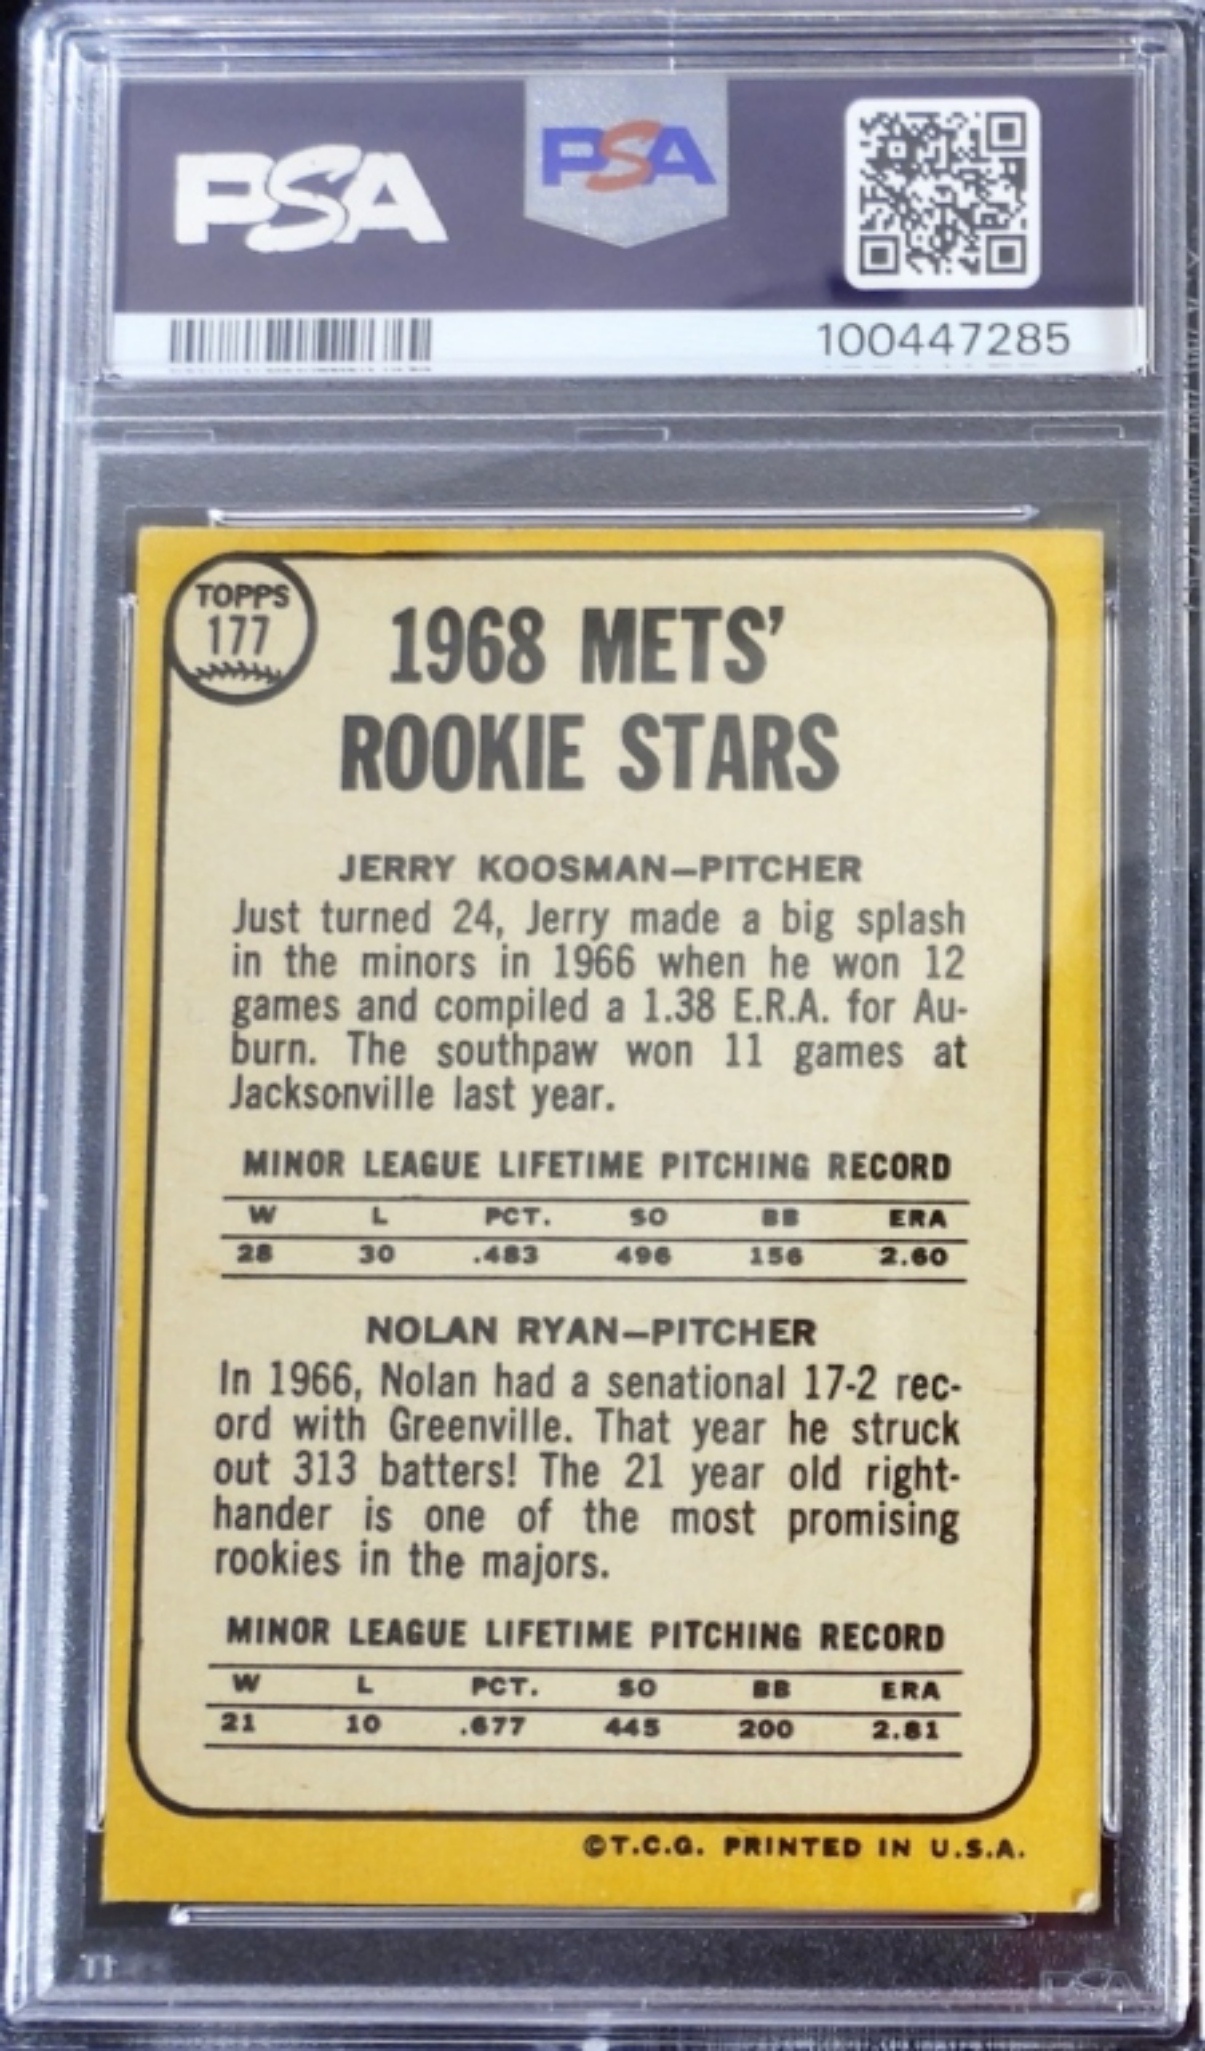 PSA
PSA
100447285
TOPPS
177
1968 METS'
ROOKIE STARS
JERRY KOOSMAN—PITCHER
Just turned 24, Jerry made a big splash
in the minors in 1966 when he won 12
games and compiled a 1.38 E.R.A. for Au-
burn. The southpaw won 11 games at
Jacksonville last year.
MINOR LEAGUE LIFETIME PITCHING RECORD
W L PCT. SO BB ERA
28 30 .483 496 156 2.60
NOLAN RYAN—PITCHER
In 1966, Nolan had a senational 17-2 rec-
ord with Greenville. That year he struck
out 313 batters! The 21 year old right-
hander is one of the most promising
rookies in the majors.
MINOR LEAGUE LIFETIME PITCHING RECORD
W L PCT. SO BB ERA
21 10 .677 445 200 2.81
©T.C.G. PRINTED IN U.S.A.
PSA